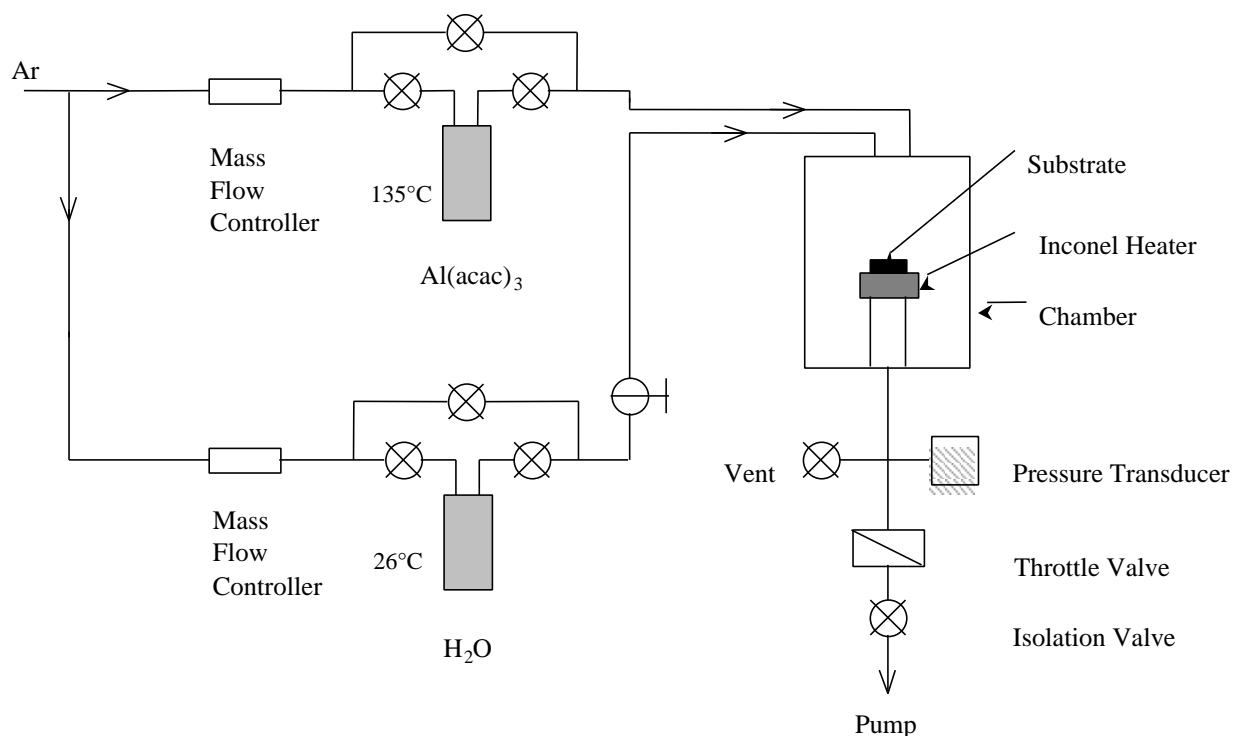 Ar
Mass
Flow
Controller
135°C
Al(acac)3
Substrate
Inconel Heater
Chamber
Mass
Flow
Controller
26°C
H2O
Vent
Pressure Transducer
Throttle Valve
Isolation Valve
Pump